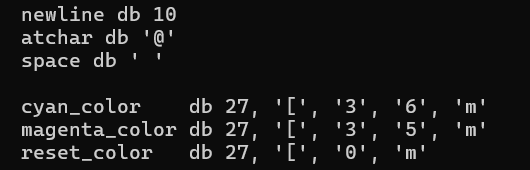 newline db 10
atchar db '@'
space db ' '

cyan_color    db 27, '[', '3', '6', 'm'
magenta_color db 27, '[', '3', '5', 'm'
reset_color   db 27, '[', '0', 'm'